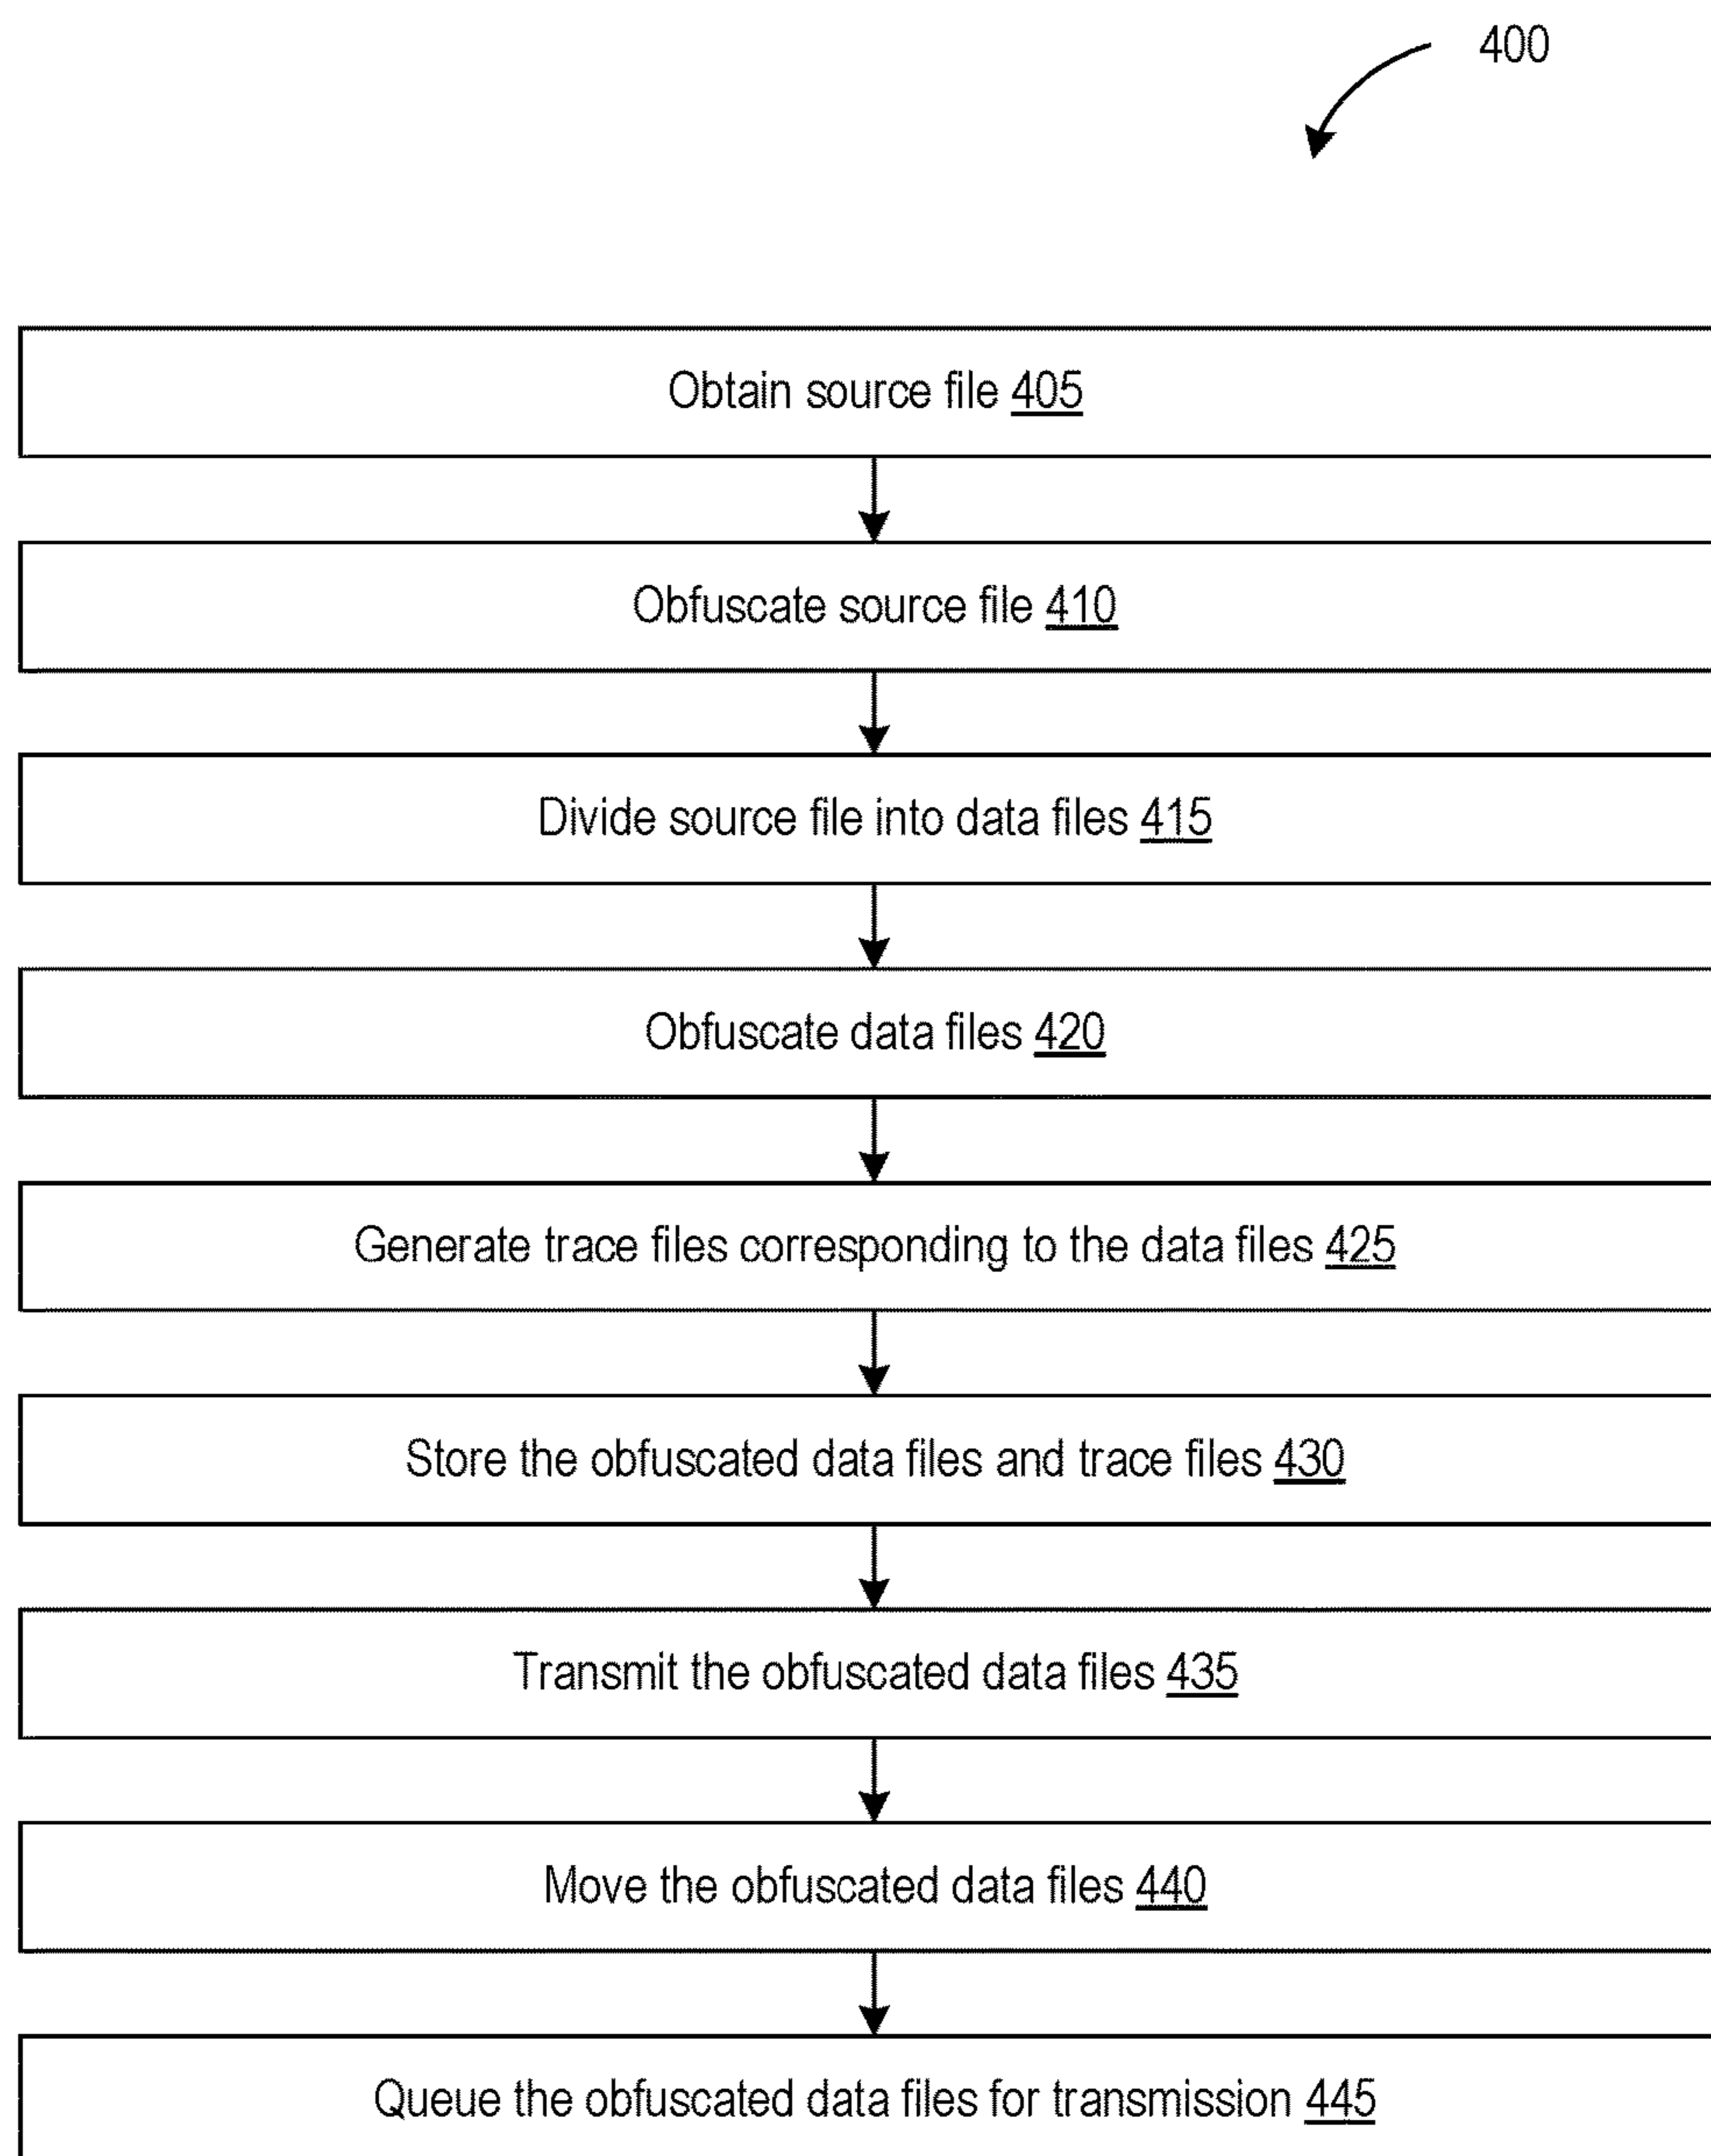 400
Obtain source file 405
Obfuscate source file 410
Divide source file into data files 415
Obfuscate data files 420
Generate trace files corresponding to the data files 425
Store the obfuscated data files and trace files 430
Transmit the obfuscated data files 435
Move the obfuscated data files 440
Queue the obfuscated data files for transmission 445